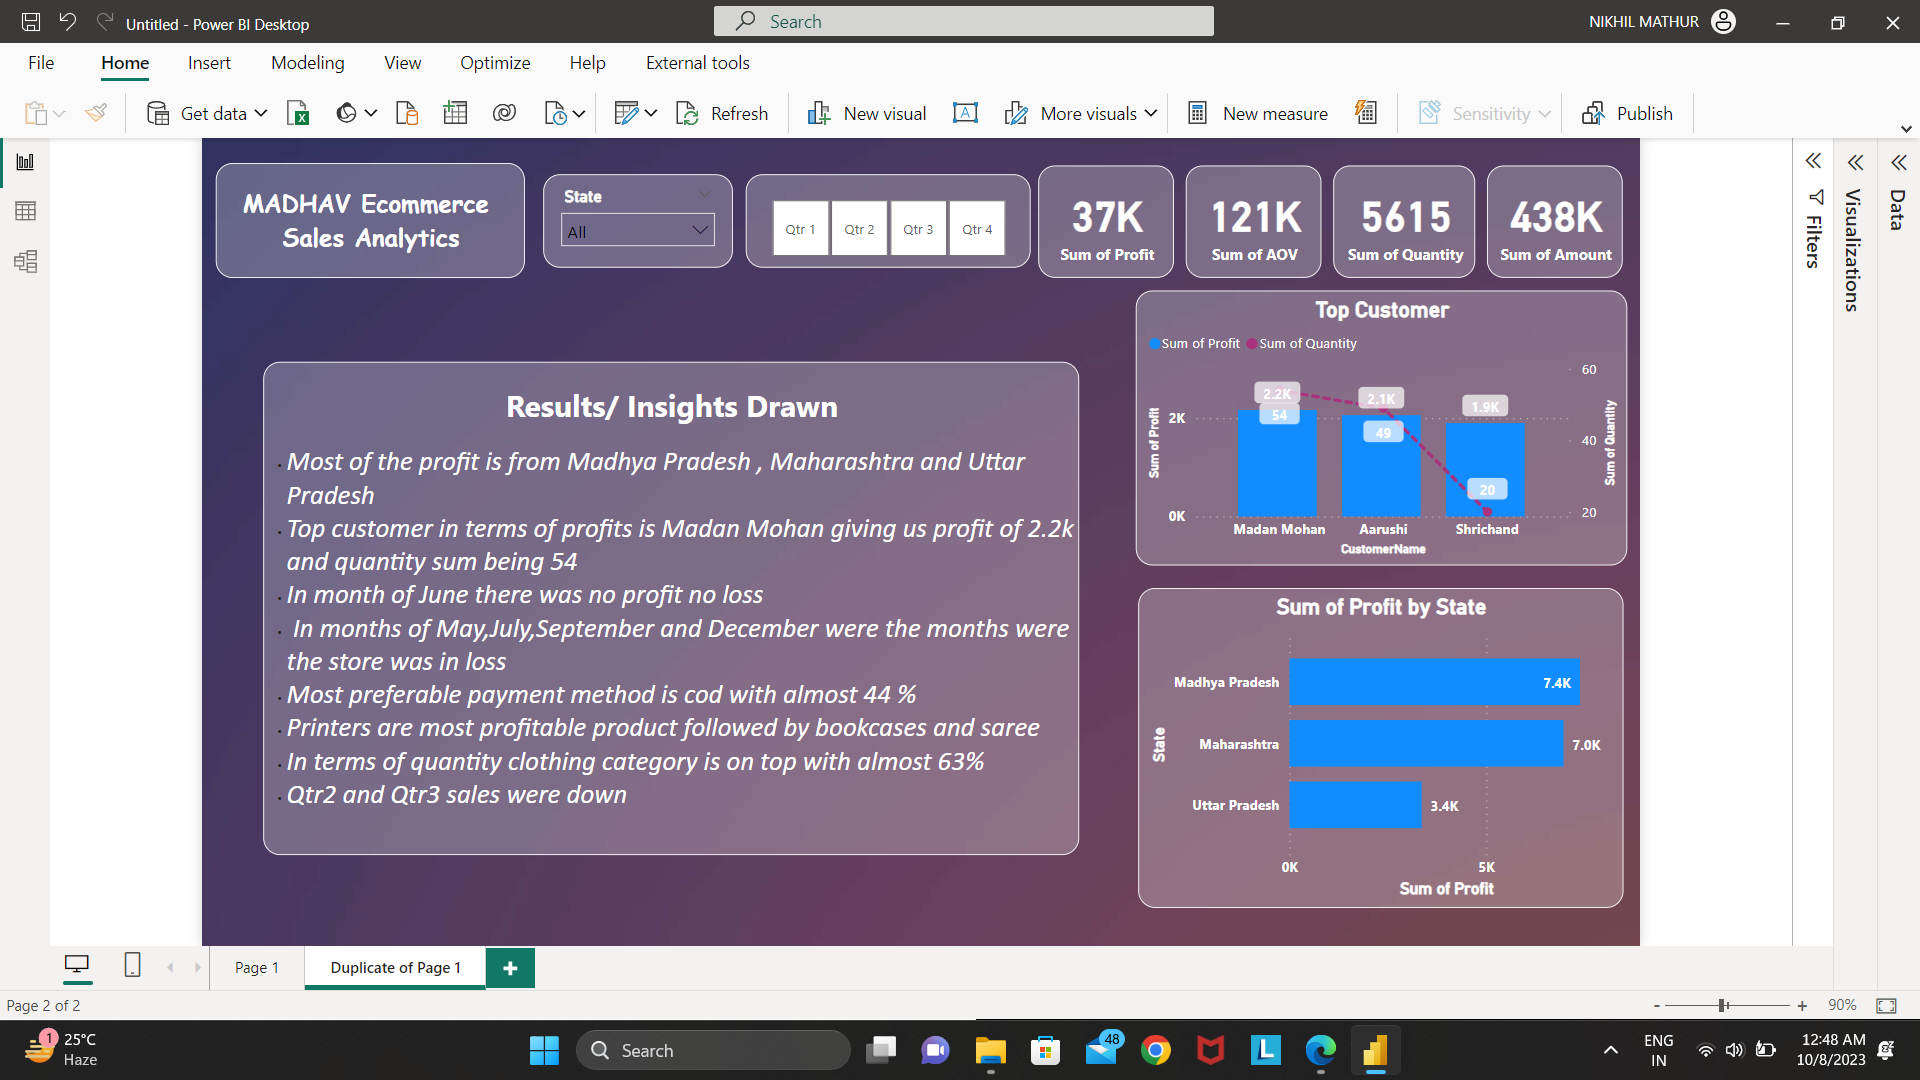 Untitled - Power BI Desktop
Search
NIKHIL MATHUR
File Home Insert Modeling View Optimize Help External tools
Get data Refresh New visual More visuals New measure Sensitivity Publish
MADHAV Ecommerce
Sales Analytics
State
All
Qtr 1 Qtr 2 Qtr 3 Qtr 4
37K
Sum of Profit
121K
Sum of AOV
5615
Sum of Quantity
438K
Sum of Amount
Filters
Visualizations
Data
Results/ Insights Drawn
. Most of the profit is from Madhya Pradesh , Maharashtra and Uttar
Pradesh
. Top customer in terms of profits is Madan Mohan giving us profit of 2.2k
and quantity sum being 54
. In month of June there was no profit no loss
. In months of May,July,September and December were the months were
the store was in loss
. Most preferable payment method is cod with almost 44 %
. Printers are most profitable product followed by bookcases and saree
. In terms of quantity clothing category is on top with almost 63%
. Qtr2 and Qtr3 sales were down
Top Customer
Sum of Profit Sum of Quantity
Sum of Profit
2K
0K
2.2K
54
2.1K
49
1.9K
20
60
40
20
Sum of Quantity
Madan Mohan Aarushi Shrichand
CustomerName
Sum of Profit by State
State
Madhya Pradesh 7.4K
Maharashtra 7.0K
Uttar Pradesh 3.4K
0K 5K
Sum of Profit
Page 1 Duplicate of Page 1 +
Page 2 of 2
- + 90%
1
25°C
Haze
Search
48
ENG
IN
12:48 AM
10/8/2023